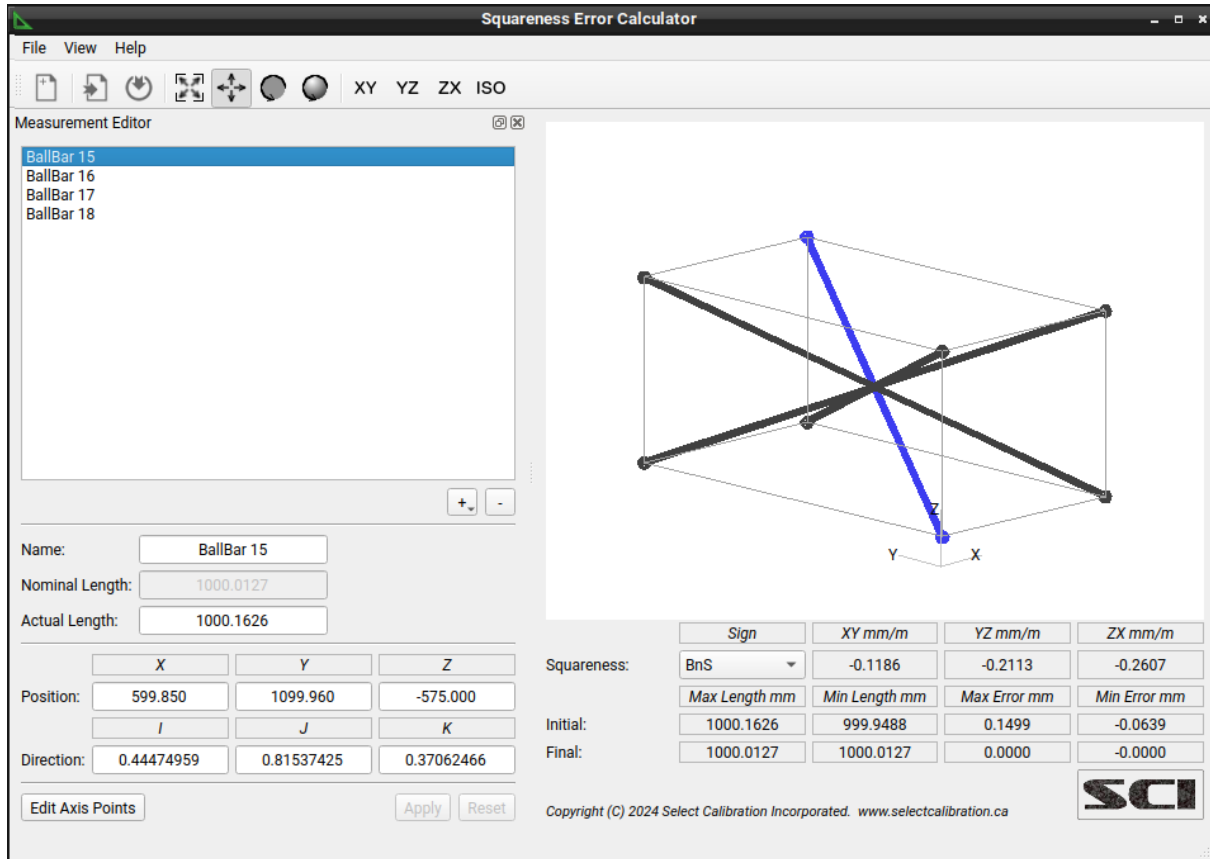 Squareness Error Calculator
File View Help
XY YZ ZX ISO
Measurement Editor
BallBar 15
BallBar 16
BallBar 17
BallBar 18
+ -
Name: BallBar 15
Nominal Length: 1000.0127
Actual Length: 1000.1626
X Y Z
Position: 599.850 1099.960 -575.000
I J K
Direction: 0.44474959 0.81537425 0.37062466
Edit Axis Points Apply Reset
Z
Y X
Sign XY mm/m YZ mm/m ZX mm/m
Squareness: BnS -0.1186 -0.2113 -0.2607
Max Length mm Min Length mm Max Error mm Min Error mm
Initial: 1000.1626 999.9488 0.1499 -0.0639
Final: 1000.0127 1000.0127 0.0000 -0.0000
Copyright (C) 2024 Select Calibration Incorporated. www.selectcalibration.ca
SCI